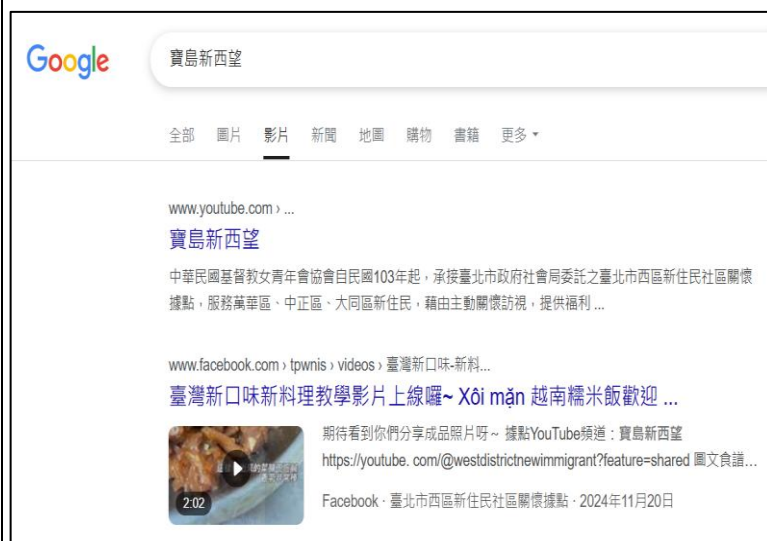 Google
寶島新西望
全部 圖片 影片 新聞 地圖 購物 書籍 更多
www.youtube.com › ...
寶島新西望
中華民國基督教女青年會協會自民國103年起，承接臺北市政府社會局委託之臺北市西區新住民社區關懷
據點，服務萬華區、中正區、大同區新住民，藉由主動關懷訪視，提供福利 ...
www.facebook.com › tpwnis › videos › 臺灣新口味-新料...
臺灣新口味新料理教學影片上線囉~ Xôi mặn 越南糯米飯歡迎 ...
期待看到你們分享成品照片呀～ 據點YouTube頻道：寶島新西望
https://youtube. com/@westdistrictnewimmigrant?feature=shared 圖文食譜...
2:02
Facebook · 臺北市西區新住民社區關懷據點 · 2024年11月20日